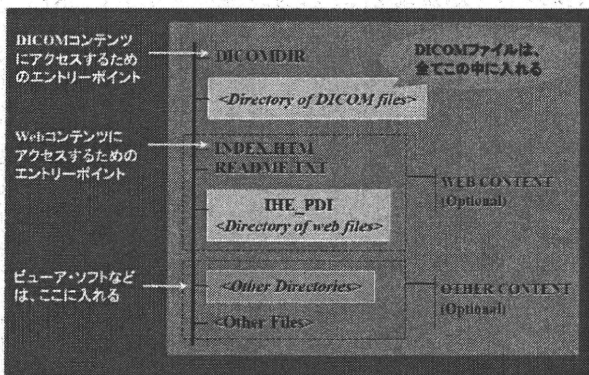 DICOMコンテンツ
にアクセスするため
のエントリーポイント
DICOMDIR
DICOMファイルは、
全てこの中に入れる
<Directory of DICOM files>
Webコンテンツに
アクセスするための
エントリーポイント
INDEX.HTM
README.TXT
IHE_PDI
<Directory of web files>
WEB CONTENT
(Optional)
ビューア・ソフトなど
は、ここに入れる
<Other Directories>
<Other Files>
OTHER CONTENT
(Optional)